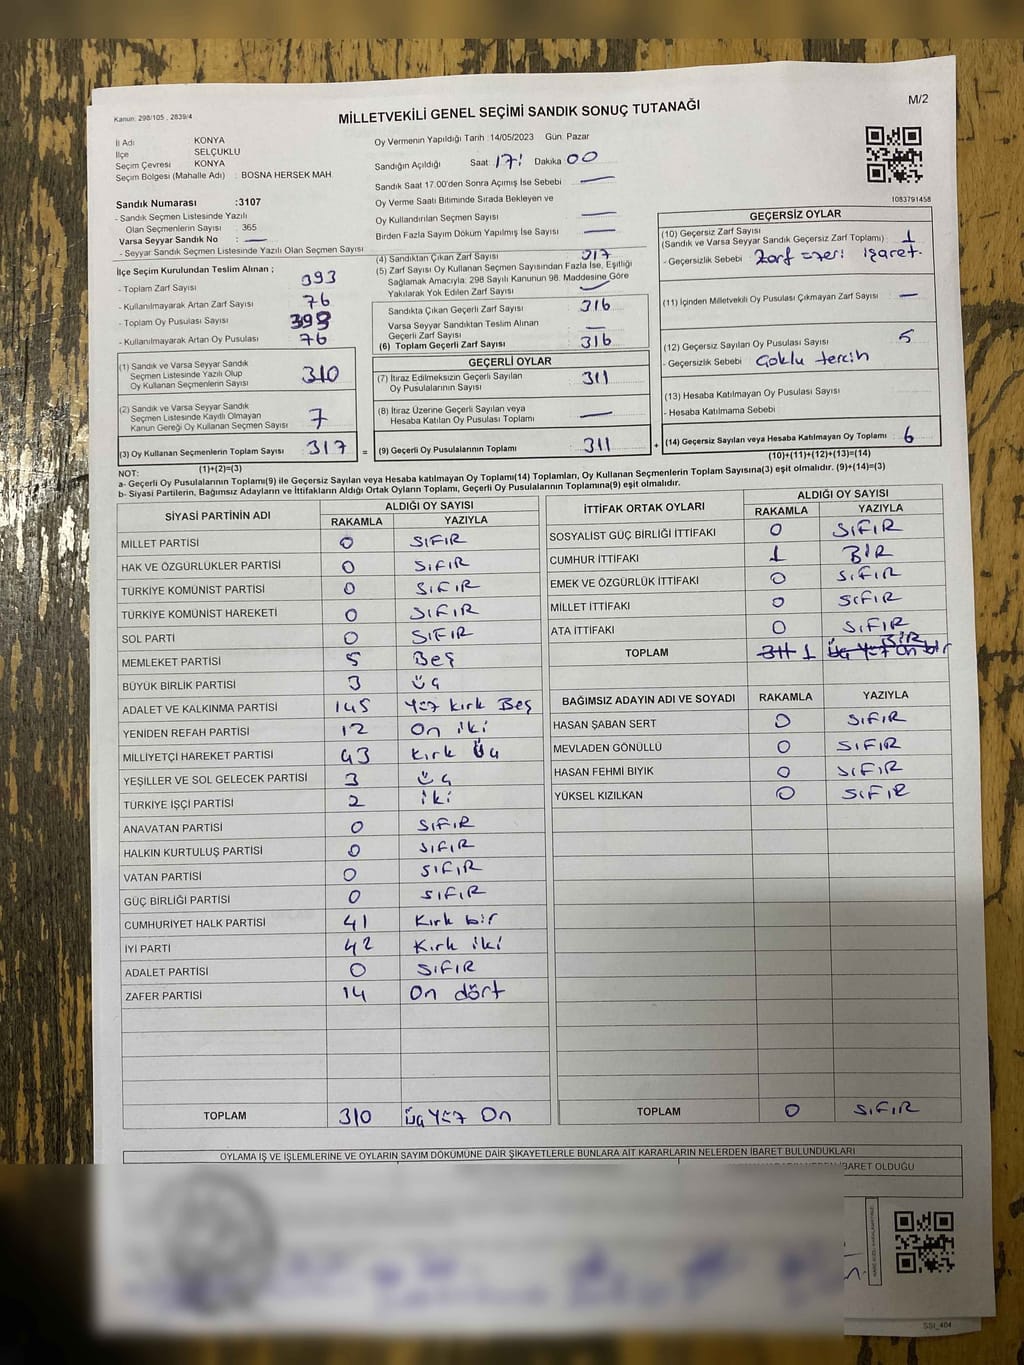 Kanun: 298/105 , 2839/4
MİLLETVEKİLİ GENEL SEÇİMİ SANDIK SONUÇ TUTANAĞI
M/2
İl Adı KONYA
İlçe SELÇUKLU
Seçim Çevresi KONYA
Seçim Bölgesi (Mahalle Adı) : BOSNA HERSEK MAH.
Sandık Numarası :3107
- Sandık Seçmen Listesinde Yazılı
Olan Seçmenlerin Sayısı : 365
Varsa Seyyar Sandık No : —
- Seyyar Sandık Seçmen Listesinde Yazılı Olan Seçmen Sayısı
İlçe Seçim Kurulundan Teslim Alınan ;
- Toplam Zarf Sayısı 393
- Kullanılmayarak Artan Zarf Sayısı 76
- Toplam Oy Pusulası Sayısı 393
- Kullanılmayarak Artan Oy Pusulası 76
(1) Sandık ve Varsa Seyyar Sandık
Seçmen Listesinde Yazılı Olup
Oy Kullanan Seçmenlerin Sayısı 310
(2) Sandık ve Varsa Seyyar Sandık
Seçmen Listesinde Kayıtlı Olmayan
Kanun Gereği Oy Kullanan Seçmen Sayısı 7
(3) Oy Kullanan Seçmenlerin Toplam Sayısı 317 =
(1)+(2)=(3)
Oy Vermenin Yapıldığı Tarih :14/05/2023 Gün: Pazar
Sandığın Açıldığı Saat 17: Dakika 00
Sandık Saat 17.00'den Sonra Açımış İse Sebebi —
Oy Verme Saati Bitiminde Sırada Bekleyen ve
Oy Kullandırılan Seçmen Sayısı —
Birden Fazla Sayım Döküm Yapılmış İse Sayısı —
(4) Sandıktan Çıkan Zarf Sayısı 317
(5) Zarf Sayısı Oy Kullanan Seçmen Sayısından Fazla İse, Eşitliği
Sağlamak Amacıyla: 298 Sayılı Kanunun 98. Maddesine Göre
Yakılarak Yok Edilen Zarf Sayısı —
Sandıkta Çıkan Geçerli Zarf Sayısı 316
Varsa Seyyar Sandıktan Teslim Alınan
Geçerli Zarf Sayısı —
(6) Toplam Geçerli Zarf Sayısı 316
GEÇERLİ OYLAR
(7) İtiraz Edilmeksizin Geçerli Sayılan
Oy Pusulalarının Sayısı 311
(8) İtiraz Üzerine Geçerli Sayılan veya
Hesaba Katılan Oy Pusulası Toplamı —
(9) Geçerli Oy Pusulalarının Toplamı 311 +
1083791458
GEÇERSİZ OYLAR
(10) Geçersiz Zarf Sayısı
(Sandık ve Varsa Seyyar Sandık Geçersiz Zarf Toplamı) 1
- Geçersizlik Sebebi Zarf üzeri işaret.
(11) İçinden Milletvekili Oy Pusulası Çıkmayan Zarf Sayısı —
(12) Geçersiz Sayılan Oy Pusulası Sayısı 5
- Geçersizlik Sebebi Çoklu tercih
(13) Hesaba Katılmayan Oy Pusulası Sayısı
- Hesaba Katılmama Sebebi
(14) Geçersiz Sayılan veya Hesaba Katılmayan Oy Toplamı 6
(10)+(11)+(12)+(13)=(14)
NOT:
a- Geçerli Oy Pusulalarının Toplamı(9) ile Geçersiz Sayılan veya Hesaba katılmayan Oy Toplamı(14) Toplamları, Oy Kullanan Seçmenlerin Toplam Sayısına(3) eşit olmalıdır. (9)+(14)=(3)
b- Siyasi Partilerin, Bağımsız Adayların ve İttifakların Aldığı Ortak Oyların Toplamı, Geçerli Oy Pusulalarının Toplamına(9) eşit olmalıdır.
SİYASİ PARTİNİN ADI ALDIĞI OY SAYISI
RAKAMLA YAZIYLA
MİLLET PARTİSİ 0 SIFIR
HAK VE ÖZGÜRLÜKLER PARTİSİ 0 SIFIR
TÜRKİYE KOMÜNİST PARTİSİ 0 SIFIR
TÜRKİYE KOMÜNİST HAREKETİ 0 SIFIR
SOL PARTİ 0 SIFIR
MEMLEKET PARTİSİ 5 Beş
BÜYÜK BİRLİK PARTİSİ 3 Üç
ADALET VE KALKINMA PARTİSİ 145 Yüz kırk Beş
YENİDEN REFAH PARTİSİ 12 On iki
MİLLİYETÇİ HAREKET PARTİSİ 43 Kırk Üç
YEŞİLLER VE SOL GELECEK PARTİSİ 3 Üç
TÜRKİYE İŞÇİ PARTİSİ 2 iki
ANAVATAN PARTİSİ 0 SIFIR
HALKIN KURTULUŞ PARTİSİ 0 SIFIR
VATAN PARTİSİ 0 SIFIR
GÜÇ BİRLİĞİ PARTİSİ 0 SIFIR
CUMHURİYET HALK PARTİSİ 41 Kırk bir
İYİ PARTİ 42 Kırk iki
ADALET PARTİSİ 0 SIFIR
ZAFER PARTİSİ 14 On dört
TOPLAM 310 Üç Yüz On
İTTİFAK ORTAK OYLARI ALDIĞI OY SAYISI
RAKAMLA YAZIYLA
SOSYALİST GÜÇ BİRLİĞİ İTTİFAKI 0 SIFIR
CUMHUR İTTİFAKI 1 BİR
EMEK VE ÖZGÜRLÜK İTTİFAKI 0 SIFIR
MİLLET İTTİFAKI 0 SIFIR
ATA İTTİFAKI 0 SIFIR
TOPLAM 311 1 Üç Yüz On bir BİR
BAĞIMSIZ ADAYIN ADI VE SOYADI RAKAMLA YAZIYLA
HASAN ŞABAN SERT 0 SIFIR
MEVLADEN GÖNÜLLÜ 0 SIFIR
HASAN FEHMİ BIYIK 0 SIFIR
YÜKSEL KIZILKAN 0 SIFIR
TOPLAM 0 SIFIR
OYLAMA İŞ VE İŞLEMLERİNE VE OYLARIN SAYIM DÖKÜMÜNE DAİR ŞİKAYETLERLE BUNLARA AİT KARARLARIN NELERDEN İBARET BULUNDUKLARI
İBARET OLDUĞU
SSI_404